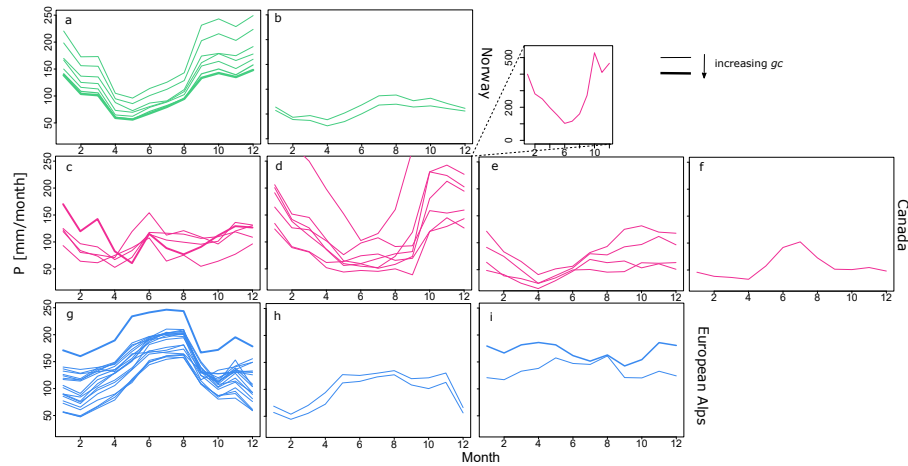 a
b
Norway
increasing gc
250
200
150
100
50
2 4 6 8 10 12
2 4 6 8 10 12
500
200
0
2 6 10
c
d
e
f
Canada
P [mm/month]
250
200
150
100
50
2 4 6 8 10 12
2 4 6 8 10 12
2 4 6 8 10 12
2 4 6 8 10 12
g
h
i
European Alps
250
200
150
100
50
2 4 6 8 10 12
2 4 6 8 10 12
2 4 6 8 10 12
Month